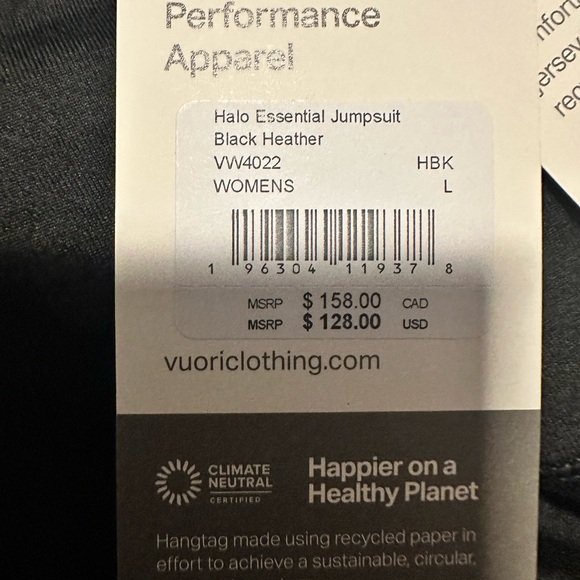 Performance
Apparel
Halo Essential Jumpsuit
Black Heather
VW4022 HBK
WOMENS L
1 96304 11937 8
MSRP $ 158.00 CAD
MSRP $ 128.00 USD
vuoriclothing.com
CLIMATE
NEUTRAL
CERTIFIED
Happier on a
Healthy Planet
Hangtag made using recycled paper in
effort to achieve a sustainable, circular,